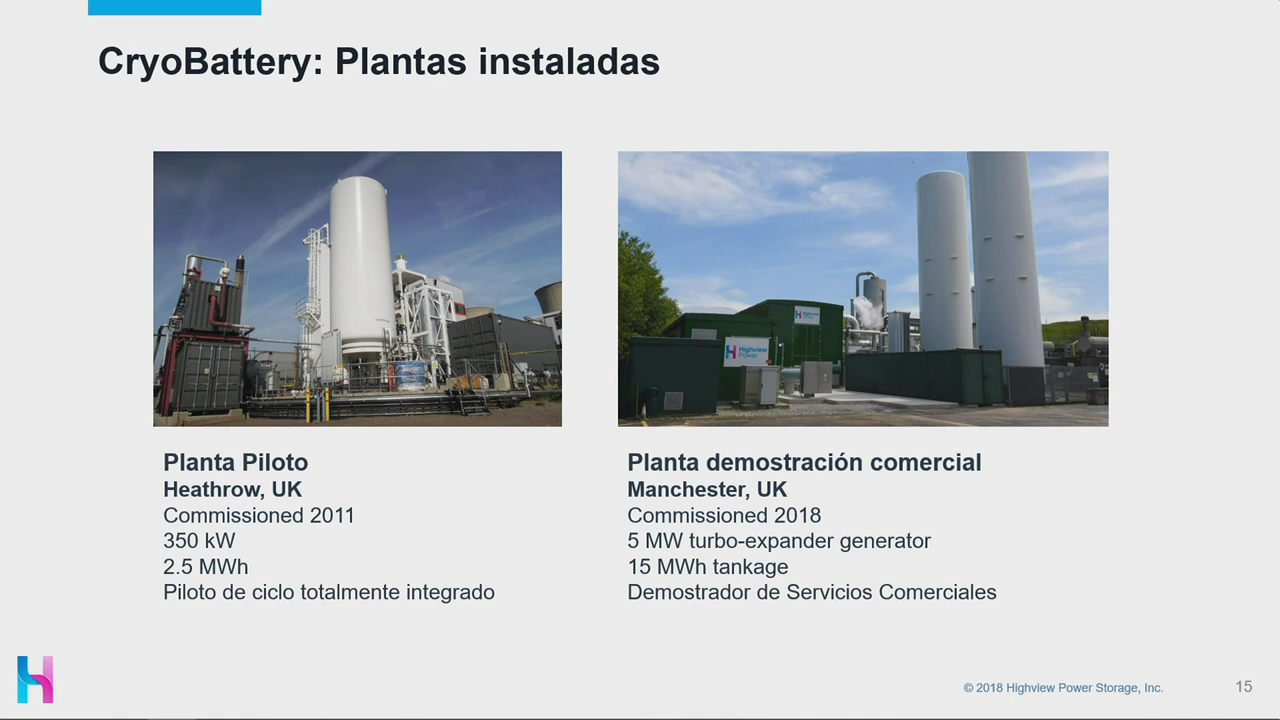 CryoBattery: Plantas instaladas
Highview
Power
Planta Piloto
Heathrow, UK
Commissioned 2011
350 kW
2.5 MWh
Piloto de ciclo totalmente integrado
Planta demostración comercial
Manchester, UK
Commissioned 2018
5 MW turbo-expander generator
15 MWh tankage
Demostrador de Servicios Comerciales
© 2018 Highview Power Storage, Inc.
15